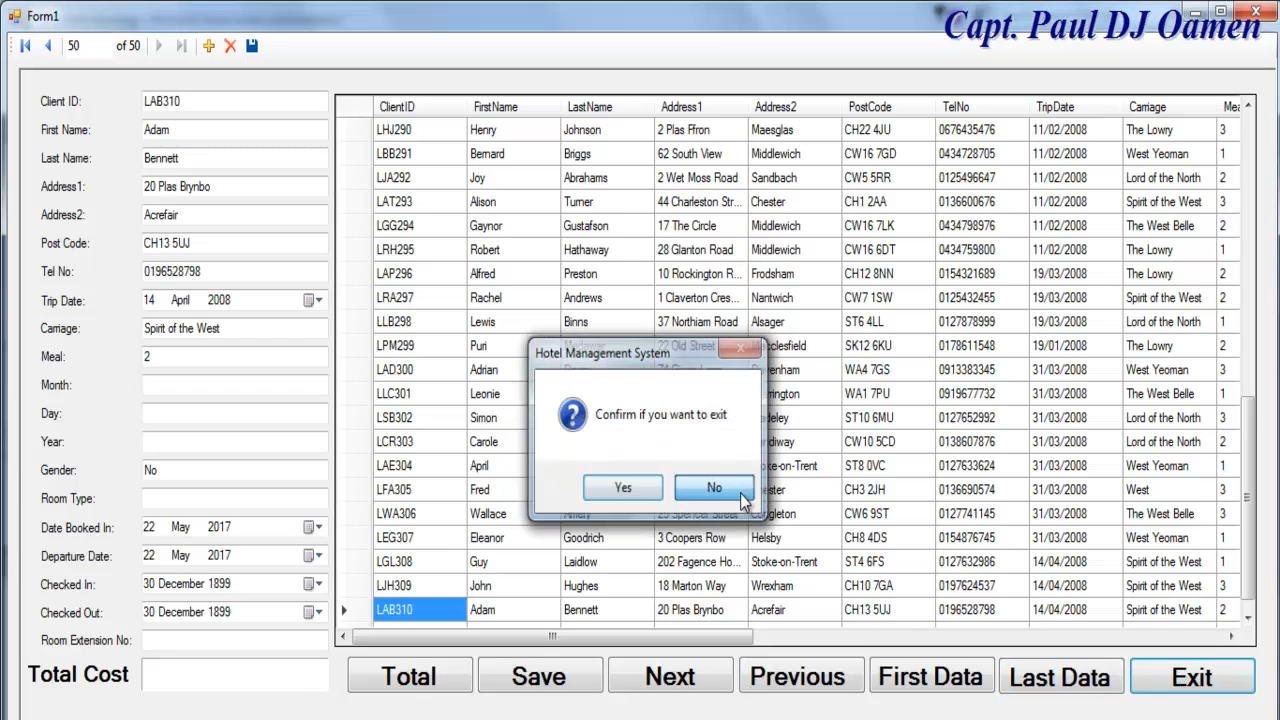 Form1
Capt. Paul DJ Oamen
50 of 50
Client ID: LAB310
First Name: Adam
Last Name: Bennett
Address1: 20 Plas Brynbo
Address2: Acrefair
Post Code: CH13 5UJ
Tel No: 0196528798
Trip Date: 14 April 2008
Carriage: Spirit of the West
Meal: 2
Month:
Day:
Year:
Gender: No
Room Type:
Date Booked In: 22 May 2017
Departure Date: 22 May 2017
Checked In: 30 December 1899
Checked Out: 30 December 1899
Room Extension No:
Total Cost
ClientID FirstName LastName Address1 Address2 PostCode TelNo TripDate Carriage
LHJ290 Henry Johnson 2 Plas Ffron Maesglas CH22 4JU 0676435476 11/02/2008 The Lowry 3
LBB291 Bernard Briggs 62 South View Middlewich CW16 7GD 0434728705 11/02/2008 West Yeoman 1
LJA292 Joy Abrahams 2 Wet Moss Road Sandbach CW5 5RR 0125496647 11/02/2008 Lord of the North 2
LAT293 Alison Turner 44 Charleston Str... Chester CH1 2AA 0136600676 11/02/2008 Spirit of the West 3
LGG294 Gaynor Gustafson 17 The Circle Middlewich CW16 7LK 0434768976 11/02/2008 The West Belle 2
LRH295 Robert Hathaway 28 Glanton Road Middlewich CW16 6DT 0434759800 11/02/2008 The Lowry 1
LAP296 Alfred Preston 10 Rockington R... Frodsham CH12 8NN 0154321689 19/03/2008 The Lowry 2
LRA297 Rachel Andrews 1 Claverton Cres... Nantwich CW7 1SW 0125432455 19/03/2008 Spirit of the West 2
LLB298 Lewis Binns 37 Northiam Road Alsager ST6 4LL 0127878999 19/03/2008 Lord of the North 1
LPM299 Puri 22 Old Street SK12 6KU 0178611548 19/01/2008 The Lowry 2
LAD300 Adrian WA4 7GS 0913383345 31/03/2008 West Yeoman 3
LLC301 Leonie WA1 7PU 0919677732 31/03/2008 The West Belle 1
LSB302 Simon ST10 6MU 0127652992 31/03/2008 Lord of the North 3
LCR303 Carole CW10 5CD 0138607876 31/03/2008 Lord of the North 2
LAE304 April ST8 0VC 0127633624 31/03/2008 West Yeoman 1
LFA305 Fred CH3 2JH 0136690574 31/03/2008 West 3
LWA306 Wallace CW6 9ST 0127741145 31/03/2008 The West Belle 2
LEG307 Eleanor Goodrich 3 Coopers Row Helsby CH8 4DS 0154876745 31/03/2008 West Yeoman 1
LGL308 Guy Laidlow 202 Fagence Ho... Stoke-on-Trent ST4 6FS 0127632986 14/04/2008 Spirit of the West 1
LJH309 John Hughes 18 Marton Way Wrexham CH10 7GA 0197624537 14/04/2008 Spirit of the West 3
LAB310 Adam Bennett 20 Plas Brynbo Acrefair CH13 5UJ 0196528798 14/04/2008 Spirit of the West 2
Hotel Management System
Confirm if you want to exit
Yes No
Total Save Next Previous First Data Last Data Exit